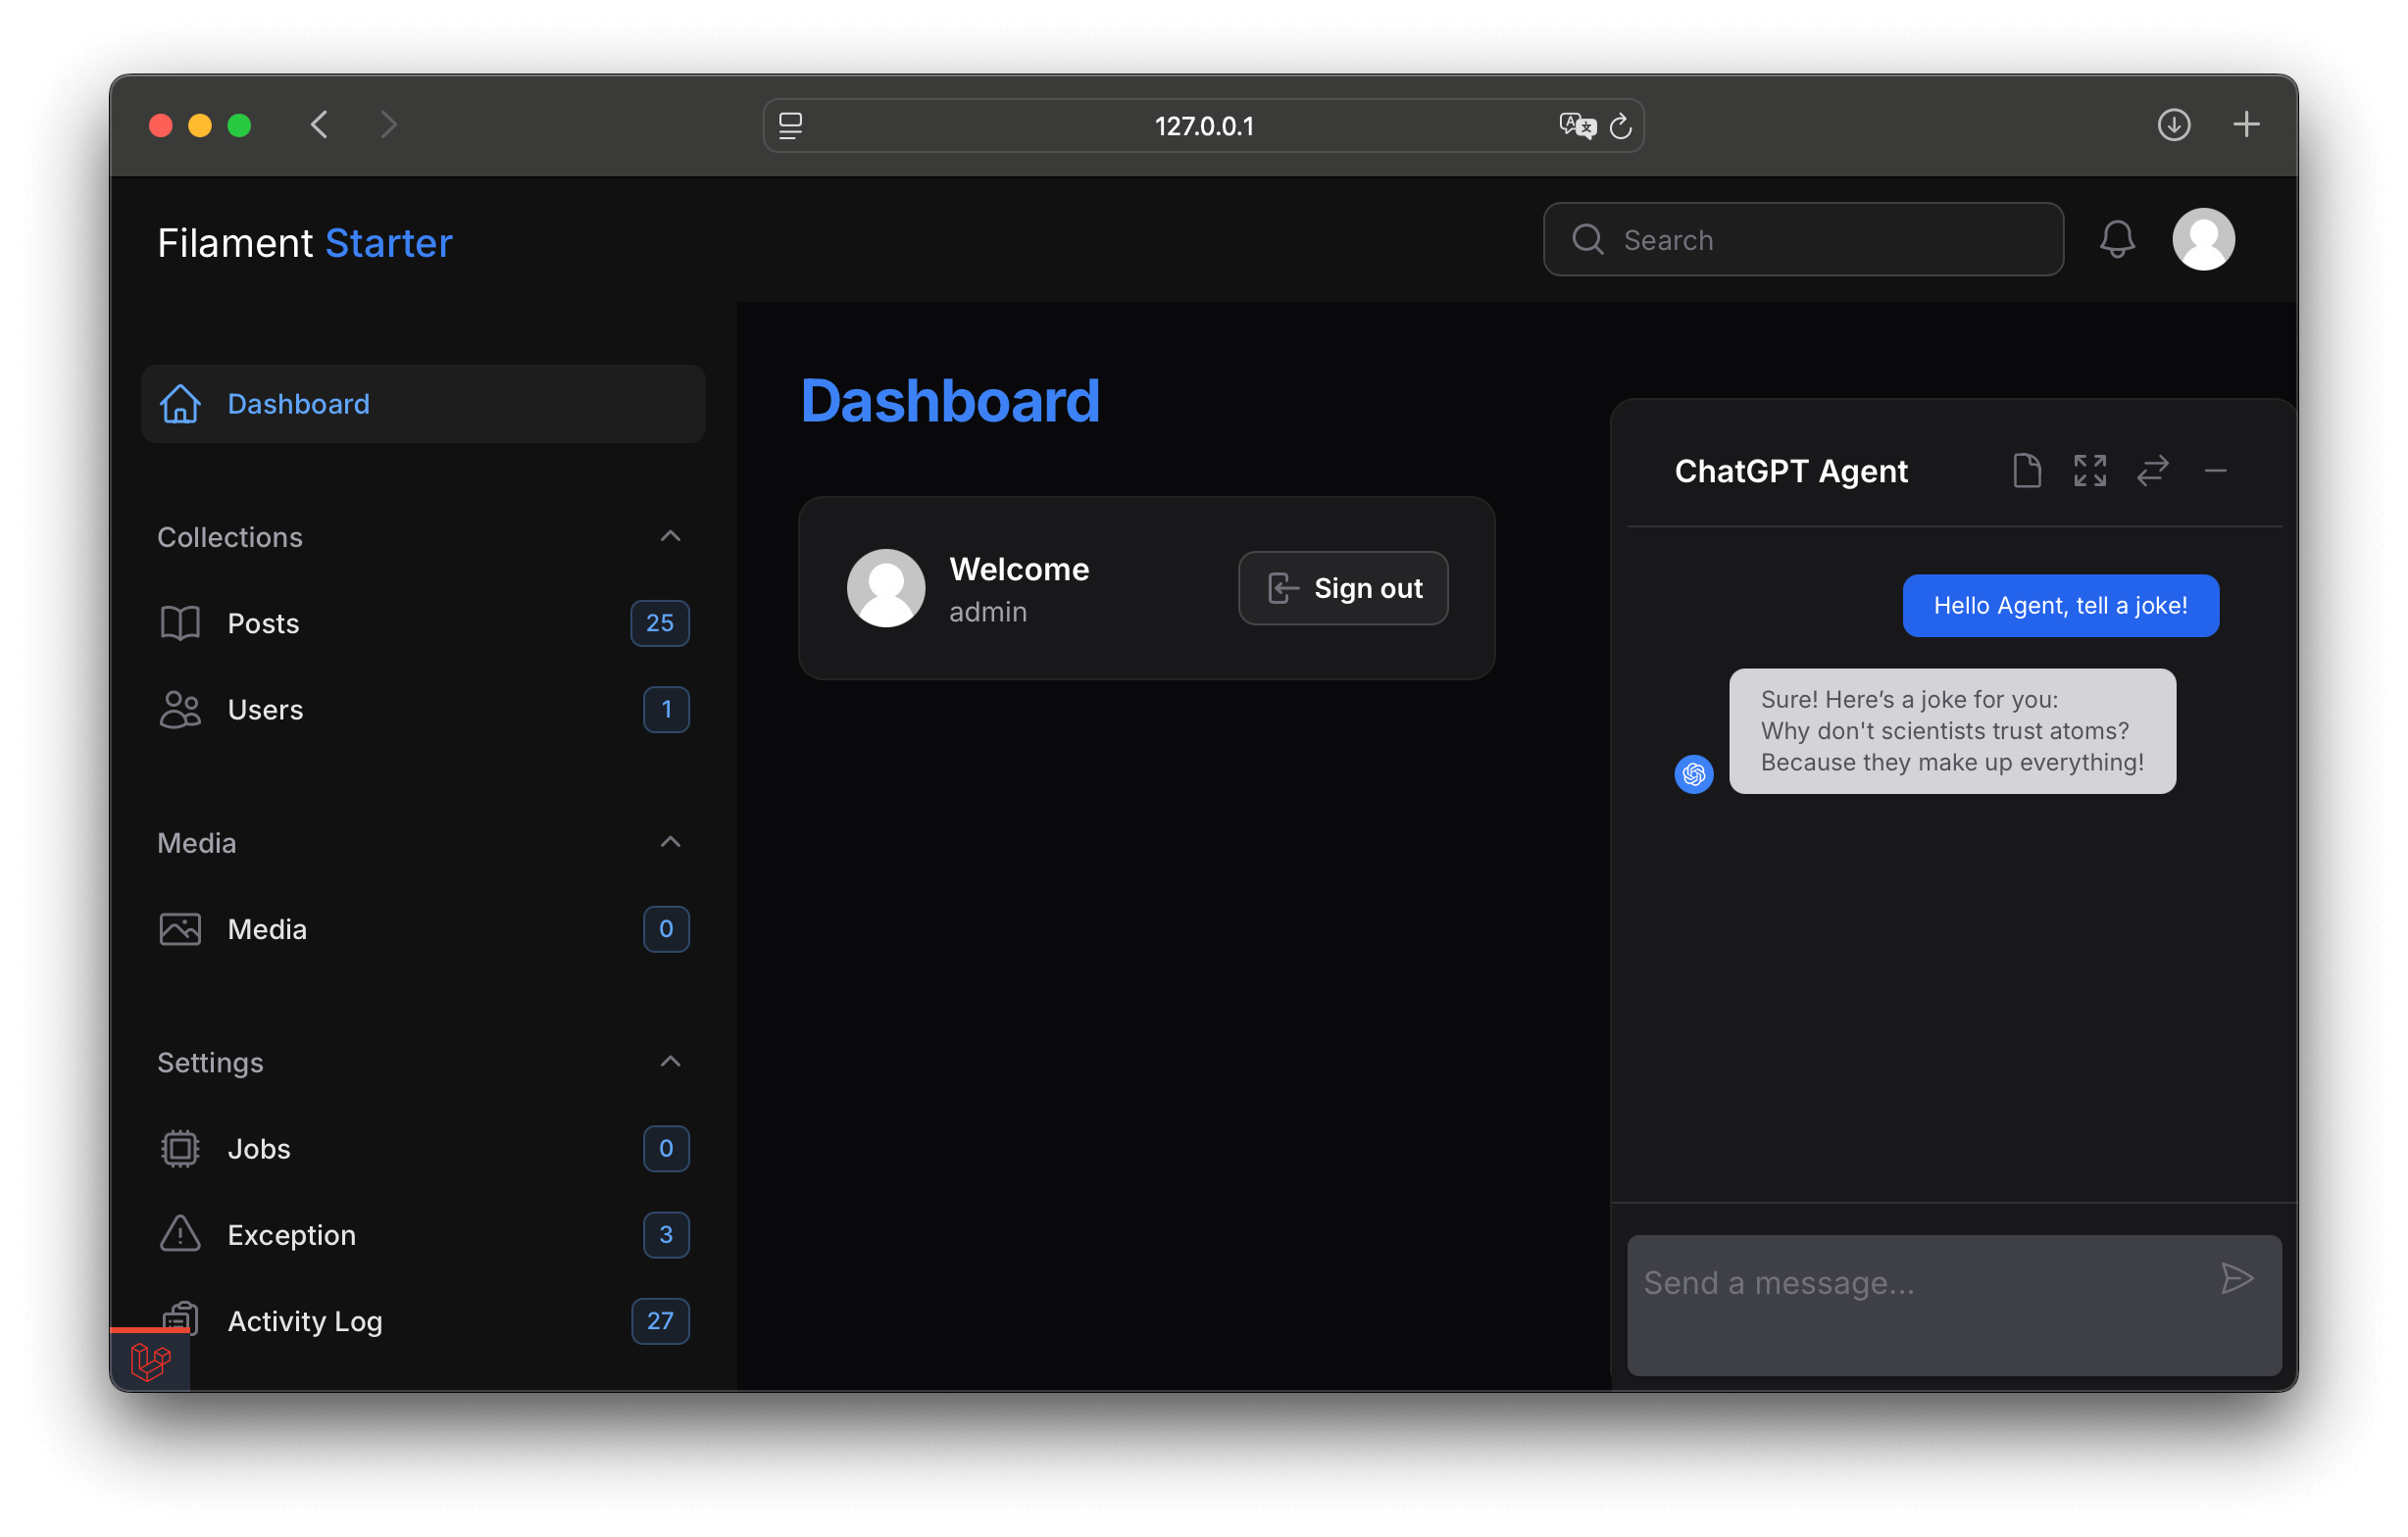 127.0.0.1
Filament Starter
Search
Dashboard
Collections
Posts 25
Users 1
Media
Media 0
Settings
Jobs 0
Exception 3
Activity Log 27
Dashboard
Welcome
admin
Sign out
ChatGPT Agent
Hello Agent, tell a joke!
Sure! Here’s a joke for you:
Why don't scientists trust atoms?
Because they make up everything!
Send a message...